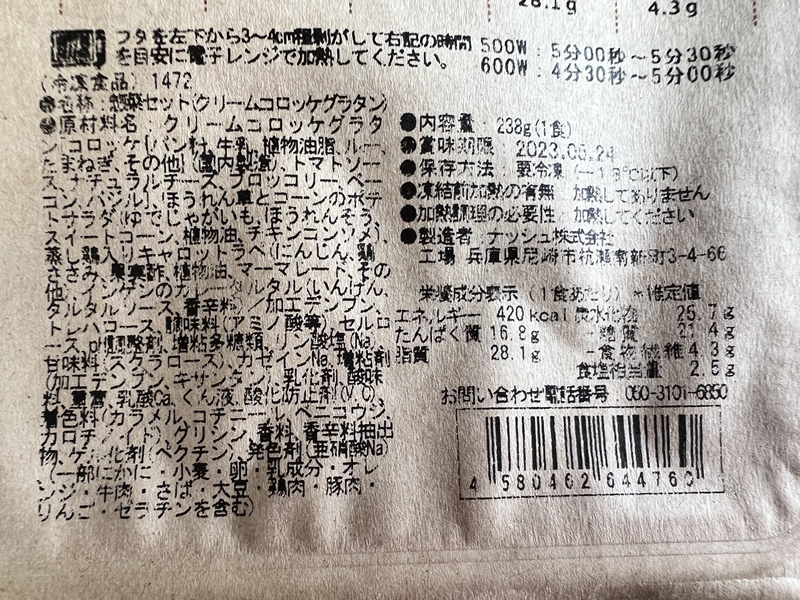 28.1g
4.3g
フタを左下から3～4cm程剥がして右記の時間
を目安に電子レンジで加熱してください。
500W：5分00秒～5分30秒
600W：4分30秒～5分00秒
(冷凍食品) 1472
●名称：惣菜セット(クリームコロッケグラタン)
●原材料名：クリームコロッケグラタ
ン[コロッケ(パン粉、牛乳、植物油脂、ルー、
たまねぎ、その他)(国内製造)、トマトソー
ス、ナチュラルチーズ、ブロッコリー、ベー
コン、バジル]、ほうれん草とコーンのポテ
トサラダ(ゆでじゃがいも、ほうれんそう、
スイートコーン、植物油、チキンコンソメ)、
蒸し鶏入りキャロットラペ(にんじん、鶏
ささみ、果実酢、植物油、マーマレード、その
他)、インゲンのカレータルタル(いんげん、
タルタルソース、香辛料)／加工デンプン、
トレハロース、調味料(アミノ酸等)、セルロ
ース、pH調整剤、増粘多糖類、リン酸塩(Na)、
甘味料(スクラロース)、カゼインNa、増粘剤
(加工デンプン、キサンタン)、乳化剤、酸味
料、重曹、乳酸Ca、くん液、酸化防止剤(V.C)、
着色料(カラメル、コチニール、ベニコウジ、
カロチノイド)、グリシン、香料、香辛料抽出
物、ゲル化剤(ペクチン)、発色剤(亜硝酸Na)
(一部にかに・小麦・卵・乳成分・オレ
ンジ・牛肉・さば・大豆・鶏肉・豚肉・
りんご・ゼラチンを含む)
●内容量：238g(1食)
●賞味期限：2023.05.24
●保存方法：要冷凍(－18℃以下)
●凍結前加熱の有無：加熱してありません
●加熱調理の必要性：加熱してください
●製造者：ナッシュ株式会社
工場 兵庫県尼崎市杭瀬南新町3-4-66
栄養成分表示 (1食あたり) ＊推定値
エネルギー 420kcal 炭水化物 25.7g
たんぱく質 16.8g -糖質 21.4g
脂質 28.1g -食物繊維 4.3g
食塩相当量 2.5g
お問い合わせ電話番号：050-3101-6850
4 580462 644760